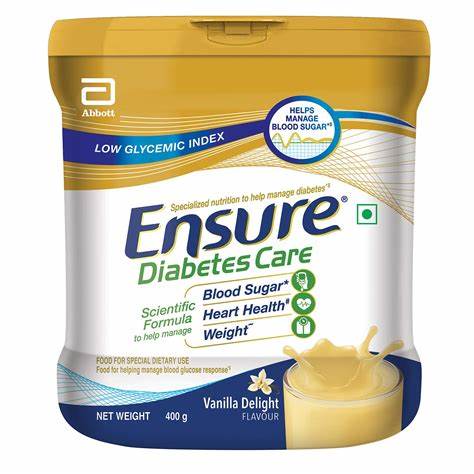 Abbott
LOW GLYCEMIC INDEX
HELPS
MANAGE
BLOOD SUGAR*$
Specialized nutrition to help manage diabetes*$
Ensure®
Diabetes Care
Scientific
Formula
to help manage
Blood Sugar*
Heart Health#
Weight~
FOOD FOR SPECIAL DIETARY USE
Food for helping manage blood glucose response*$
NET WEIGHT 400 g
Vanilla Delight
FLAVOUR